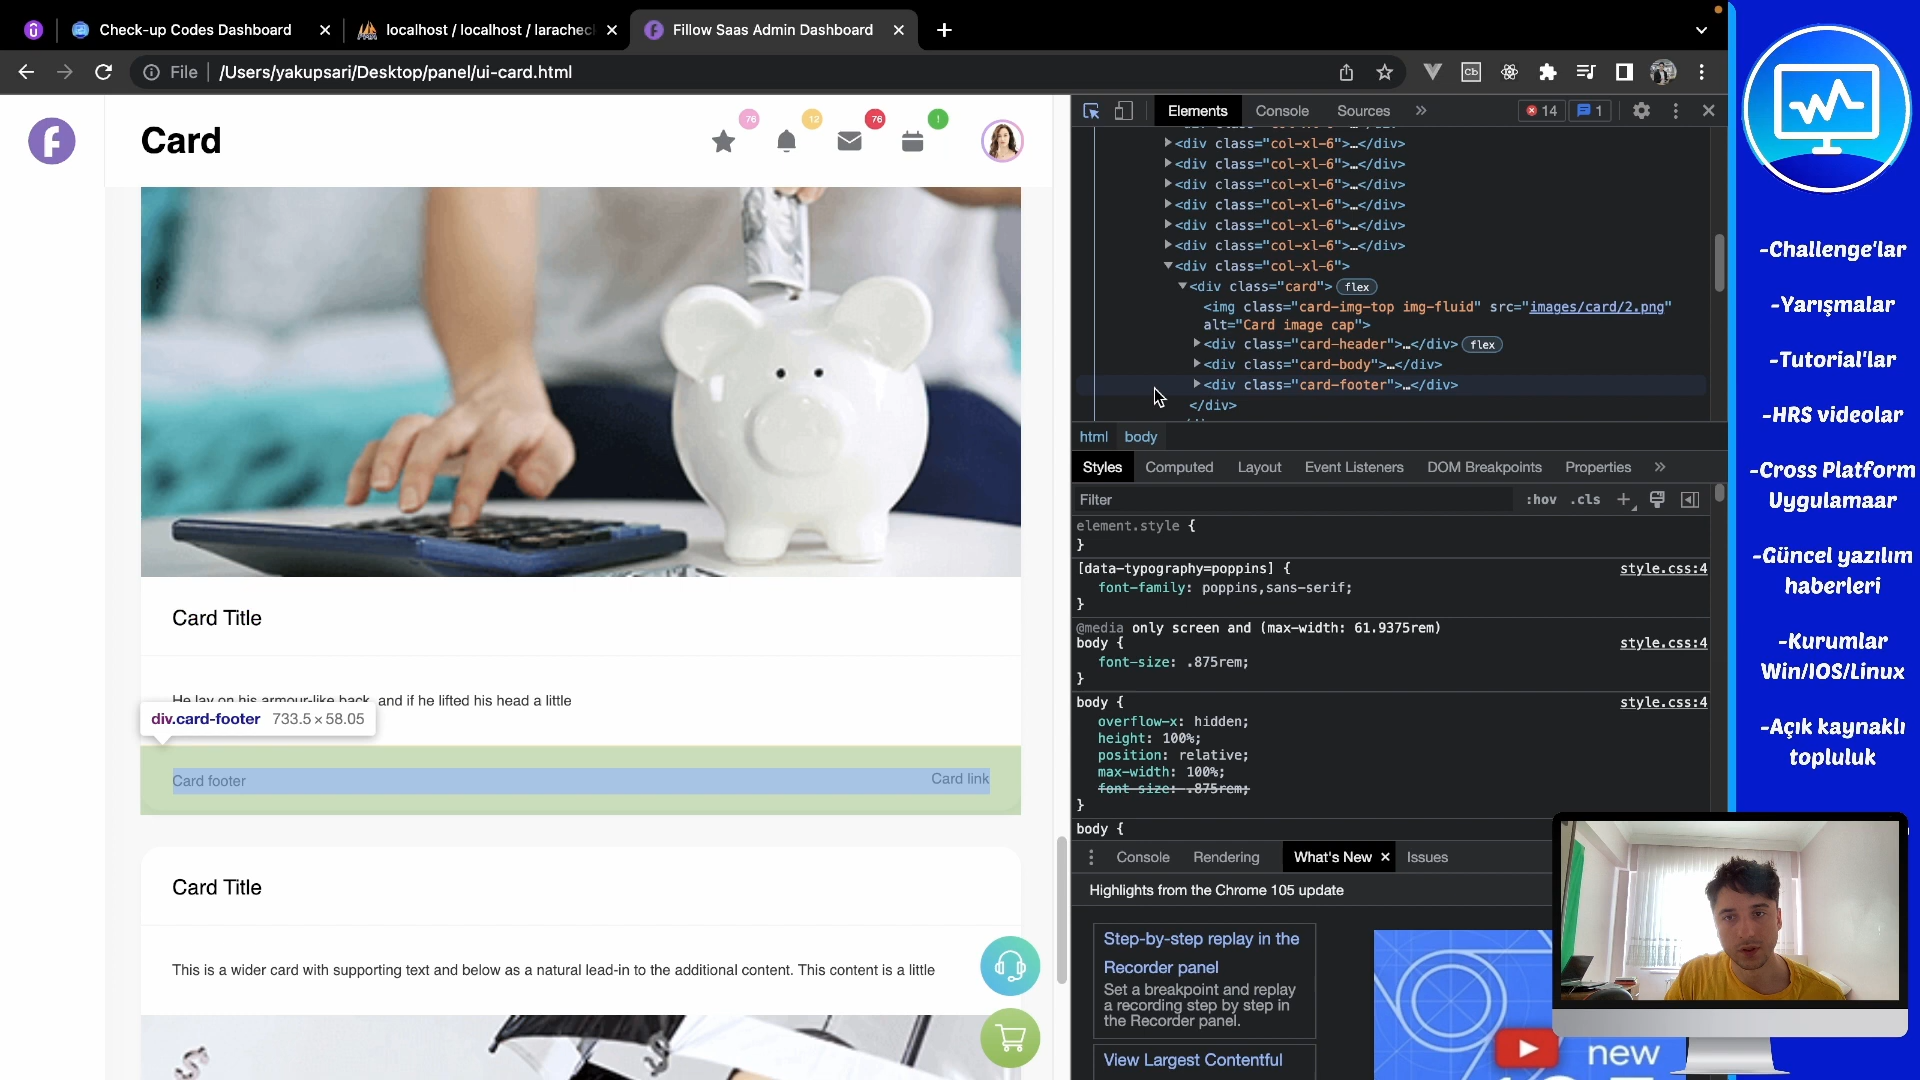 Check-up Codes Dashboard
localhost / localhost / larachec
Fillow Saas Admin Dashboard
File
/Users/yakupsari/Desktop/panel/ui-card.html
Cb
Card
76
12
76
1
Card Title
He lay on his armour-like back, and if he lifted his head a little
div.card-footer 733.5 × 58.05
Card footer
Card link
Card Title
This is a wider card with supporting text and below as a natural lead-in to the additional content. This content is a little
Elements
Console
Sources
14
1
<div class="col-xl-6">…</div>
<div class="col-xl-6">…</div>
<div class="col-xl-6">…</div>
<div class="col-xl-6">…</div>
<div class="col-xl-6">…</div>
<div class="col-xl-6">…</div>
<div class="col-xl-6">
<div class="card"> flex
<img class="card-img-top img-fluid" src="images/card/2.png"
alt="Card image cap">
<div class="card-header">…</div> flex
<div class="card-body">…</div>
<div class="card-footer">…</div>
</div>
html body
Styles
Computed
Layout
Event Listeners
DOM Breakpoints
Properties
Filter
:hov .cls
element.style {
}
[data-typography=poppins] {
style.css:4
font-family: poppins,sans-serif;
}
@media only screen and (max-width: 61.9375rem)
body {
style.css:4
font-size: .875rem;
}
body {
style.css:4
overflow-x: hidden;
height: 100%;
position: relative;
max-width: 100%;
font-size: .875rem;
}
body {
Console
Rendering
What's New
Issues
Highlights from the Chrome 105 update
Step-by-step replay in the
Recorder panel
Set a breakpoint and replay
a recording step by step in
the Recorder panel.
View Largest Contentful
new
-Challenge'lar
-Yarışmalar
-Tutorial'lar
-HRS videolar
-Cross Platform
Uygulamaar
-Güncel yazılım
haberleri
-Kurumlar
Win/IOS/Linux
-Açık kaynaklı
topluluk